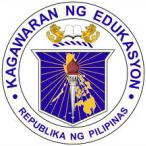 KAGAWARAN NG EDUKASYON
REPUBLIKA NG PILIPINAS